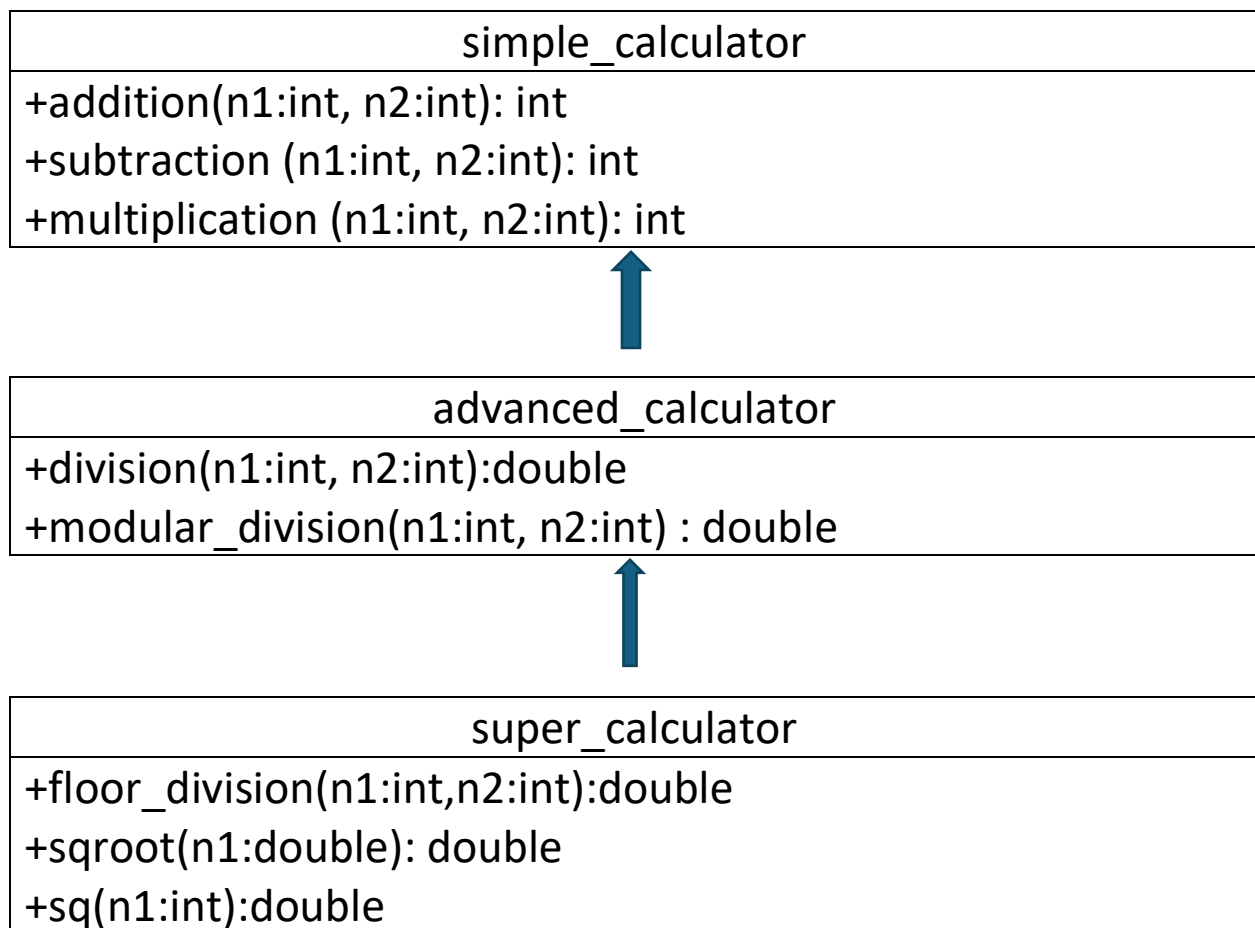 simple_calculator
+addition(n1:int, n2:int): int
+subtraction (n1:int, n2:int): int
+multiplication (n1:int, n2:int): int
advanced_calculator
+division(n1:int, n2:int):double
+modular_division(n1:int, n2:int) : double
super_calculator
+floor_division(n1:int,n2:int):double
+sqroot(n1:double): double
+sq(n1:int):double